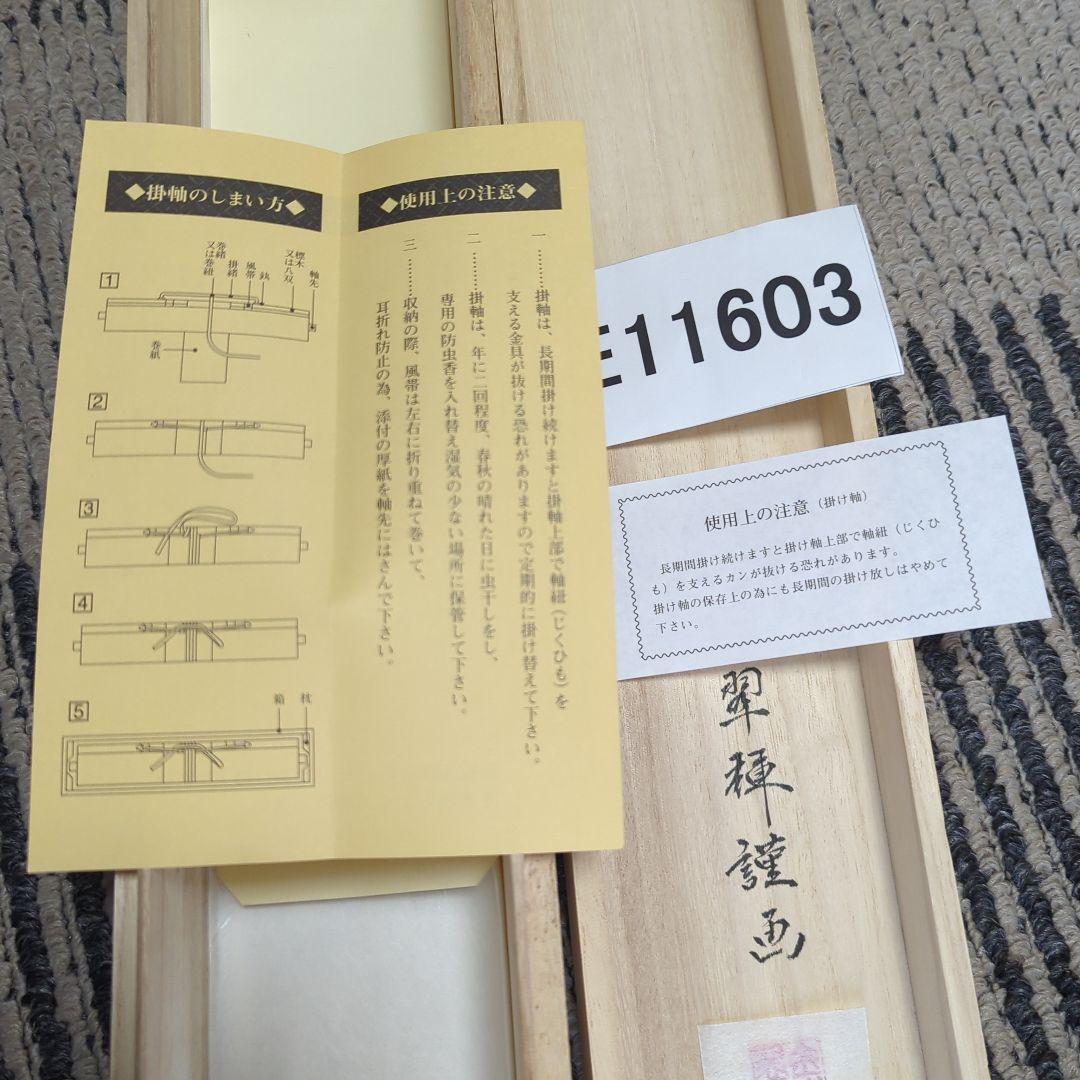 ◆使用上の注意◆
一………掛軸は、長期間掛け続けますと掛軸上部で軸紐（じくひも）を
支える金具が抜ける恐れがありますので定期的に掛け替えて下さい。
二………掛軸は、年に二回程度、春秋の晴れた日に虫干しをし、
専用の防虫香を入れ替え湿気の少ない場所に保管して下さい。
三………収納の際、風帯は左右に折り重ねて巻いて、
耳折れ防止の為、添付の厚紙を軸先にはさんで下さい。
◆掛軸のしまい方◆
1
軸先
標木
又は八双
鈬
風帯
掛緒
巻緒
又は巻紐
巻紙
2
3
4
5
箱
枕
E11603
使用上の注意（掛け軸）
長期間掛け続けますと掛け軸上部で軸紐（じくひ
も）を支えるカンが抜ける恐れがあります。
掛け軸の保存上の為にも長期間の掛け放しはやめて
下さい。
翠輝謹画